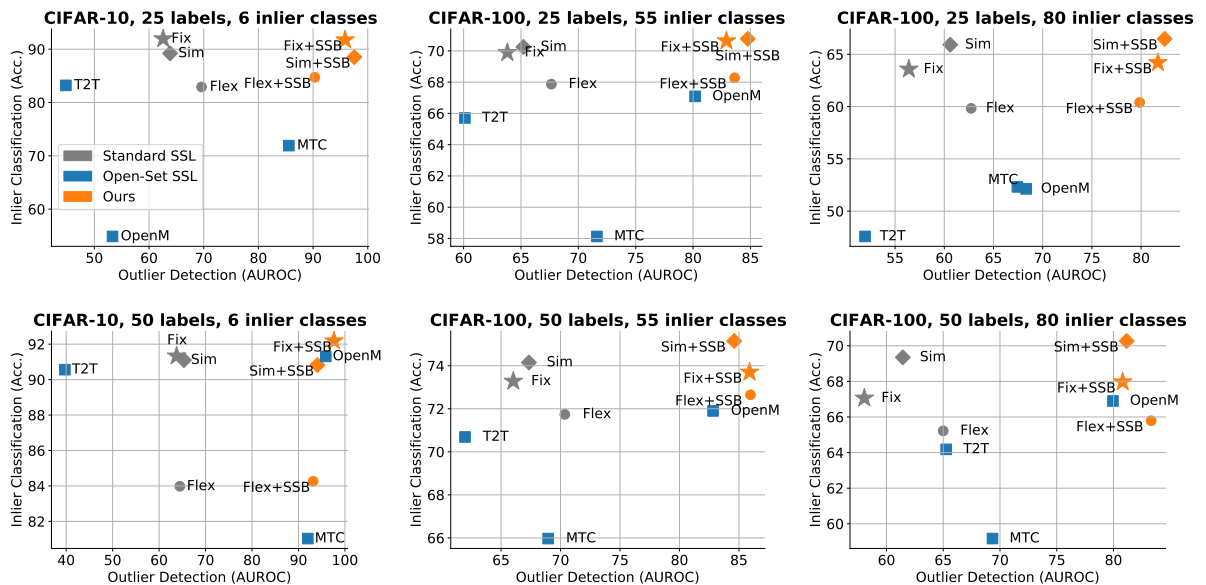 CIFAR-10, 25 labels, 6 inlier classes
Inlier Classification (Acc.)
90
80
70
60
Fix
Sim
Fix+SSB
Sim+SSB
T2T
Flex
Flex+SSB
MTC
Standard SSL
Open-Set SSL
Ours
OpenM
50
60
70
80
90
100
Outlier Detection (AUROC)
CIFAR-100, 25 labels, 55 inlier classes
Inlier Classification (Acc.)
70
68
66
64
62
60
58
Sim
Fix
Fix+SSB
Sim+SSB
Flex
Flex+SSB
OpenM
T2T
MTC
60
65
70
75
80
85
Outlier Detection (AUROC)
CIFAR-100, 25 labels, 80 inlier classes
Inlier Classification (Acc.)
65
60
55
50
Sim
Sim+SSB
Fix
Fix+SSB
Flex
Flex+SSB
MTC
OpenM
T2T
55
60
65
70
75
80
Outlier Detection (AUROC)
CIFAR-10, 50 labels, 6 inlier classes
Inlier Classification (Acc.)
92
90
88
86
84
82
Fix
Fix+SSB
Sim
OpenM
T2T
Sim+SSB
Flex
Flex+SSB
MTC
40
50
60
70
80
90
100
Outlier Detection (AUROC)
CIFAR-100, 50 labels, 55 inlier classes
Inlier Classification (Acc.)
74
72
70
68
66
Sim+SSB
Sim
Fix
Fix+SSB
Flex+SSB
Flex
OpenM
T2T
MTC
65
70
75
80
85
Outlier Detection (AUROC)
CIFAR-100, 50 labels, 80 inlier classes
Inlier Classification (Acc.)
70
68
66
64
62
60
Sim+SSB
Sim
Fix+SSB
Fix
OpenM
Flex+SSB
Flex
T2T
MTC
60
65
70
75
80
Outlier Detection (AUROC)